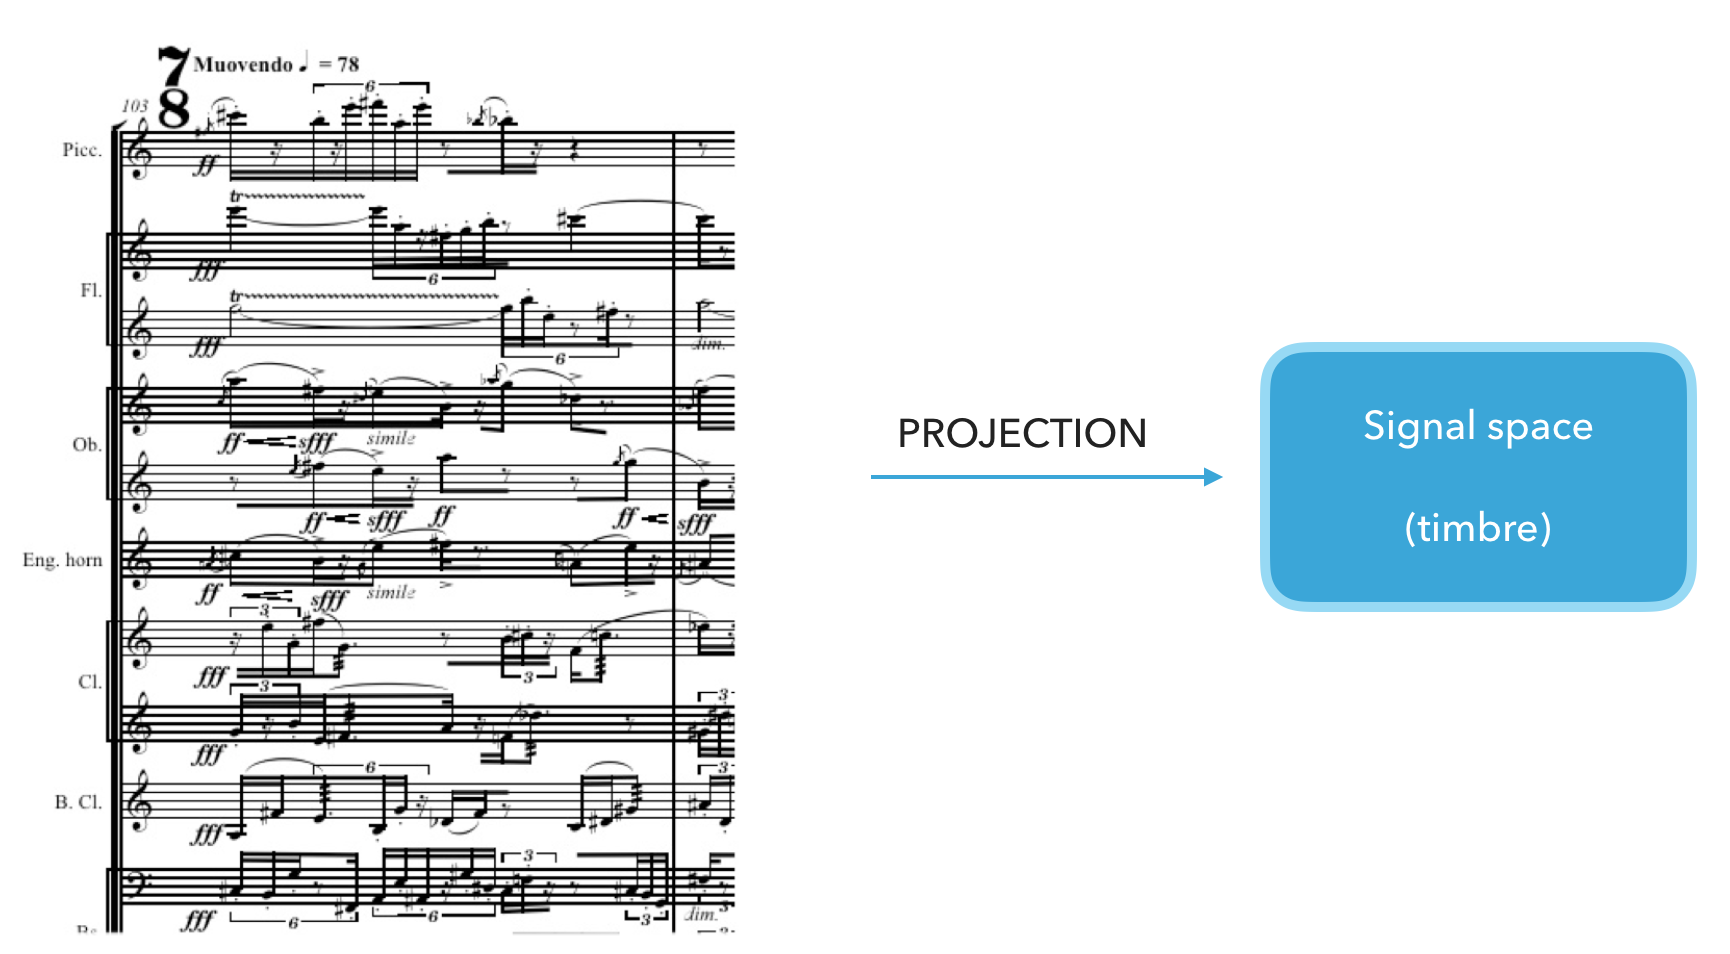 7
8
Muovendo ♩ = 78
103
6
Picc.
ff
tr
fff
6
Fl.
tr
fff
6
dim.
Ob.
ff sfff simile
ff sfff ff ff sfff
Eng. horn
ff sfff simile
3
fff
3
Cl.
3
3
fff
6
3
B. Cl.
fff
3
fff
6
6
3
dim.
3
PROJECTION
Signal space
(timbre)